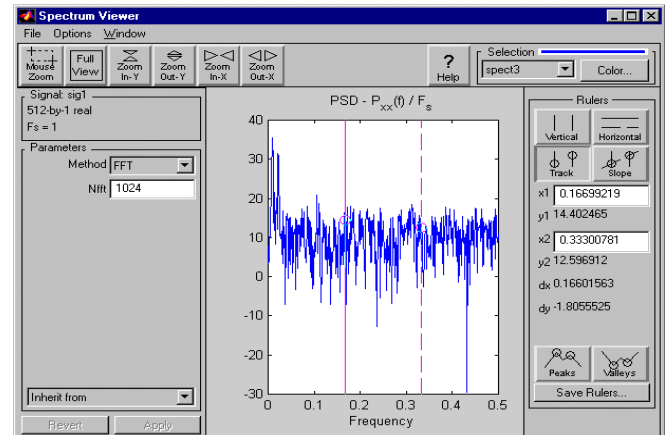 Spectrum Viewer
File Options Window
Mouse Zoom
Full View
Zoom In-Y
Zoom Out-Y
Zoom In-X
Zoom Out-X
? Help
Selection
spect3
Color...
Signal: sig1
512-by-1 real
Fs = 1
Parameters
Method FFT
Nfft 1024
Inherit from
Revert Apply
PSD - Pxx(f) / Fs
40
30
20
10
0
-10
-20
-30
0 0.1 0.2 0.3 0.4 0.5
Frequency
Rulers
Vertical Horizontal
Track Slope
x1 0.16699219
y1 14.402465
x2 0.33300781
y2 12.596912
dx 0.16601563
dy -1.8055525
Peaks Valleys
Save Rulers...